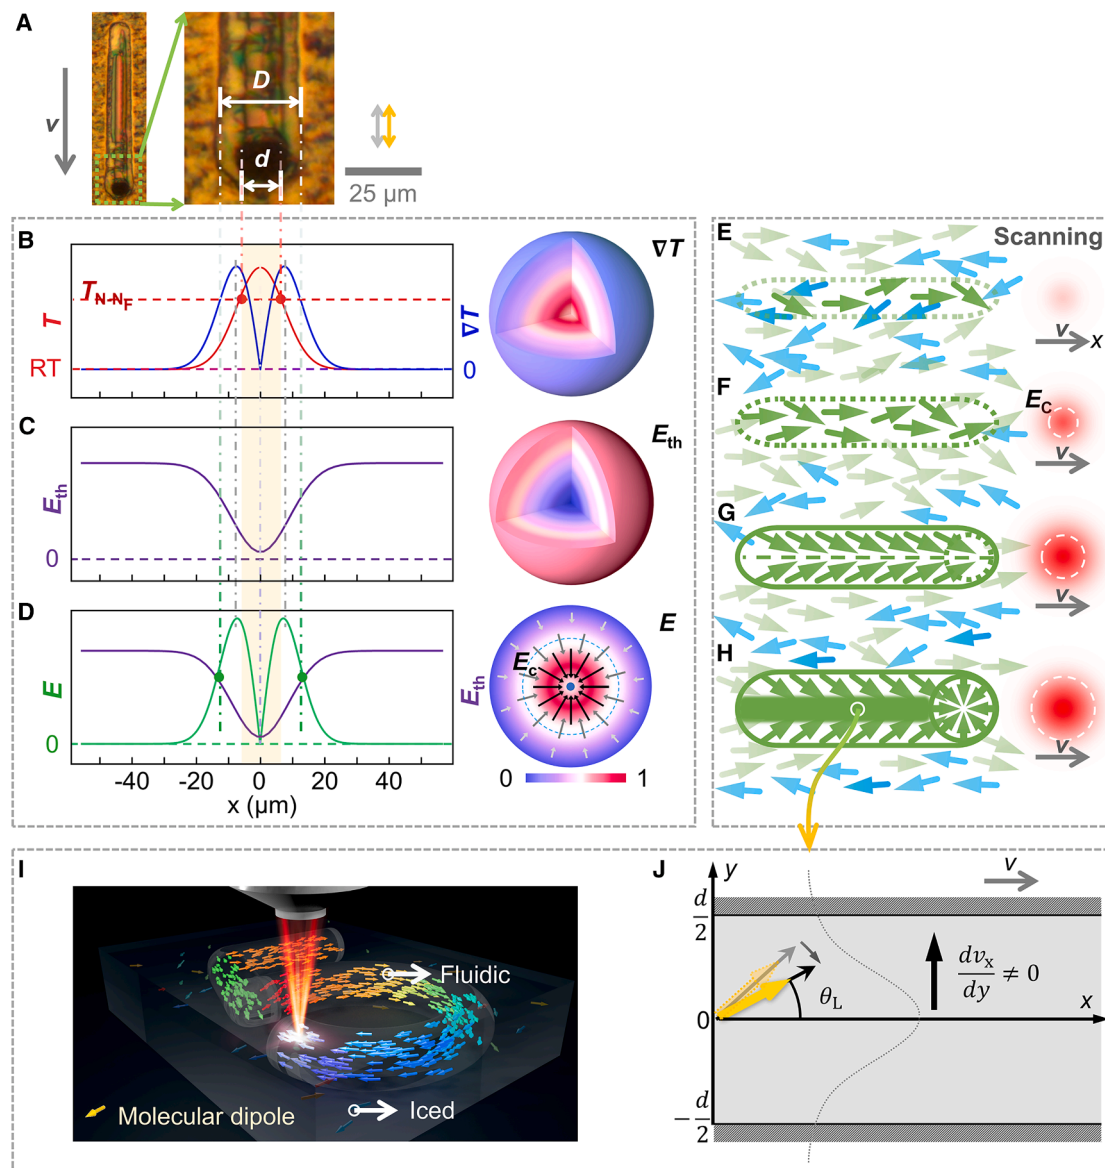 A
v
D
d
25 μm
B
T
RT
T_N-N_F
∇T
0
∇T
C
E_th
0
E_th
D
E
0
E_th
E_C
E
0 1
-40 -20 0 20 40
x (μm)
E
Scanning
v x
F
E_C
v
G
v
H
v
I
Fluidic
Iced
Molecular dipole
J
y
v
d/2
dv_x/dy ≠ 0
θ_L
0
x
-d/2